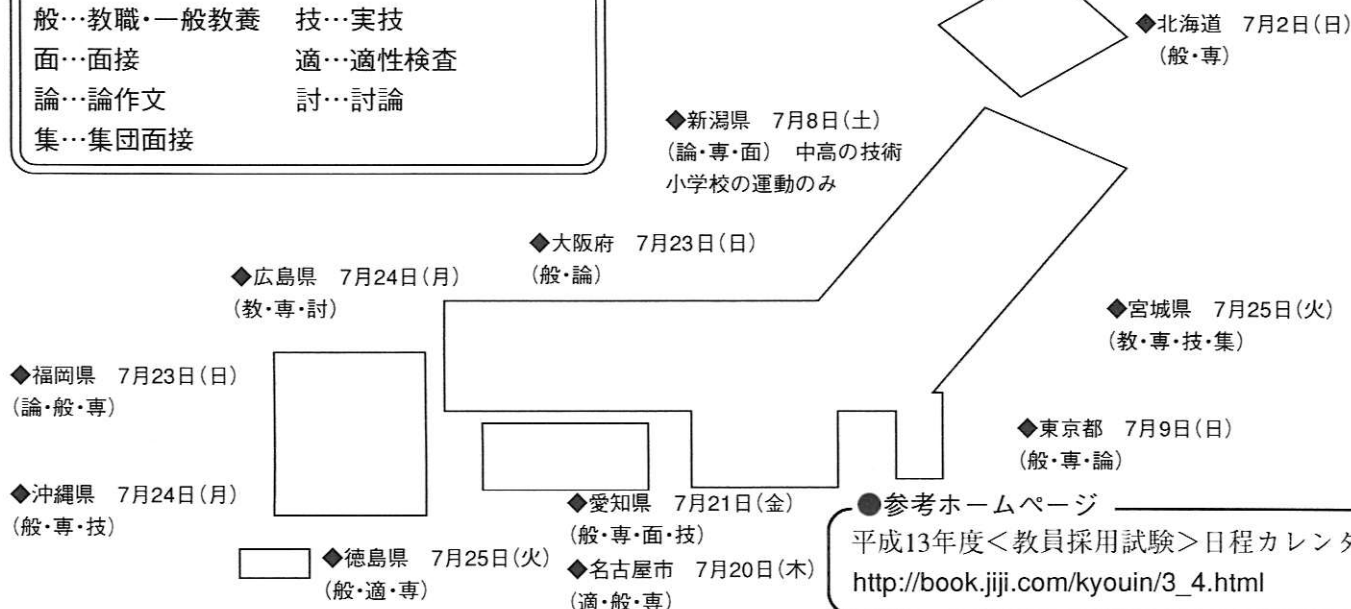 般…教職・一般教養　技…実技
面…面接　適…適性検査
論…論作文　討…討論
集…集団面接
◆北海道　7月2日(日)
(般・専)
◆新潟県　7月8日(土)
(論・専・面)　中高の技術
小学校の運動のみ
◆大阪府　7月23日(日)
(般・論)
◆広島県　7月24日(月)
(教・専・討)
◆宮城県　7月25日(火)
(教・専・技・集)
◆福岡県　7月23日(日)
(論・般・専)
◆東京都　7月9日(日)
(般・専・論)
◆沖縄県　7月24日(月)
(般・専・技)
◆愛知県　7月21日(金)
(般・専・面・技)
◆徳島県　7月25日(火)
(般・適・専)
◆名古屋市　7月20日(木)
(適・般・専)
●参考ホームページ
平成13年度＜教員採用試験＞日程カレンダ
http://book.jiji.com/kyouin/3_4.html